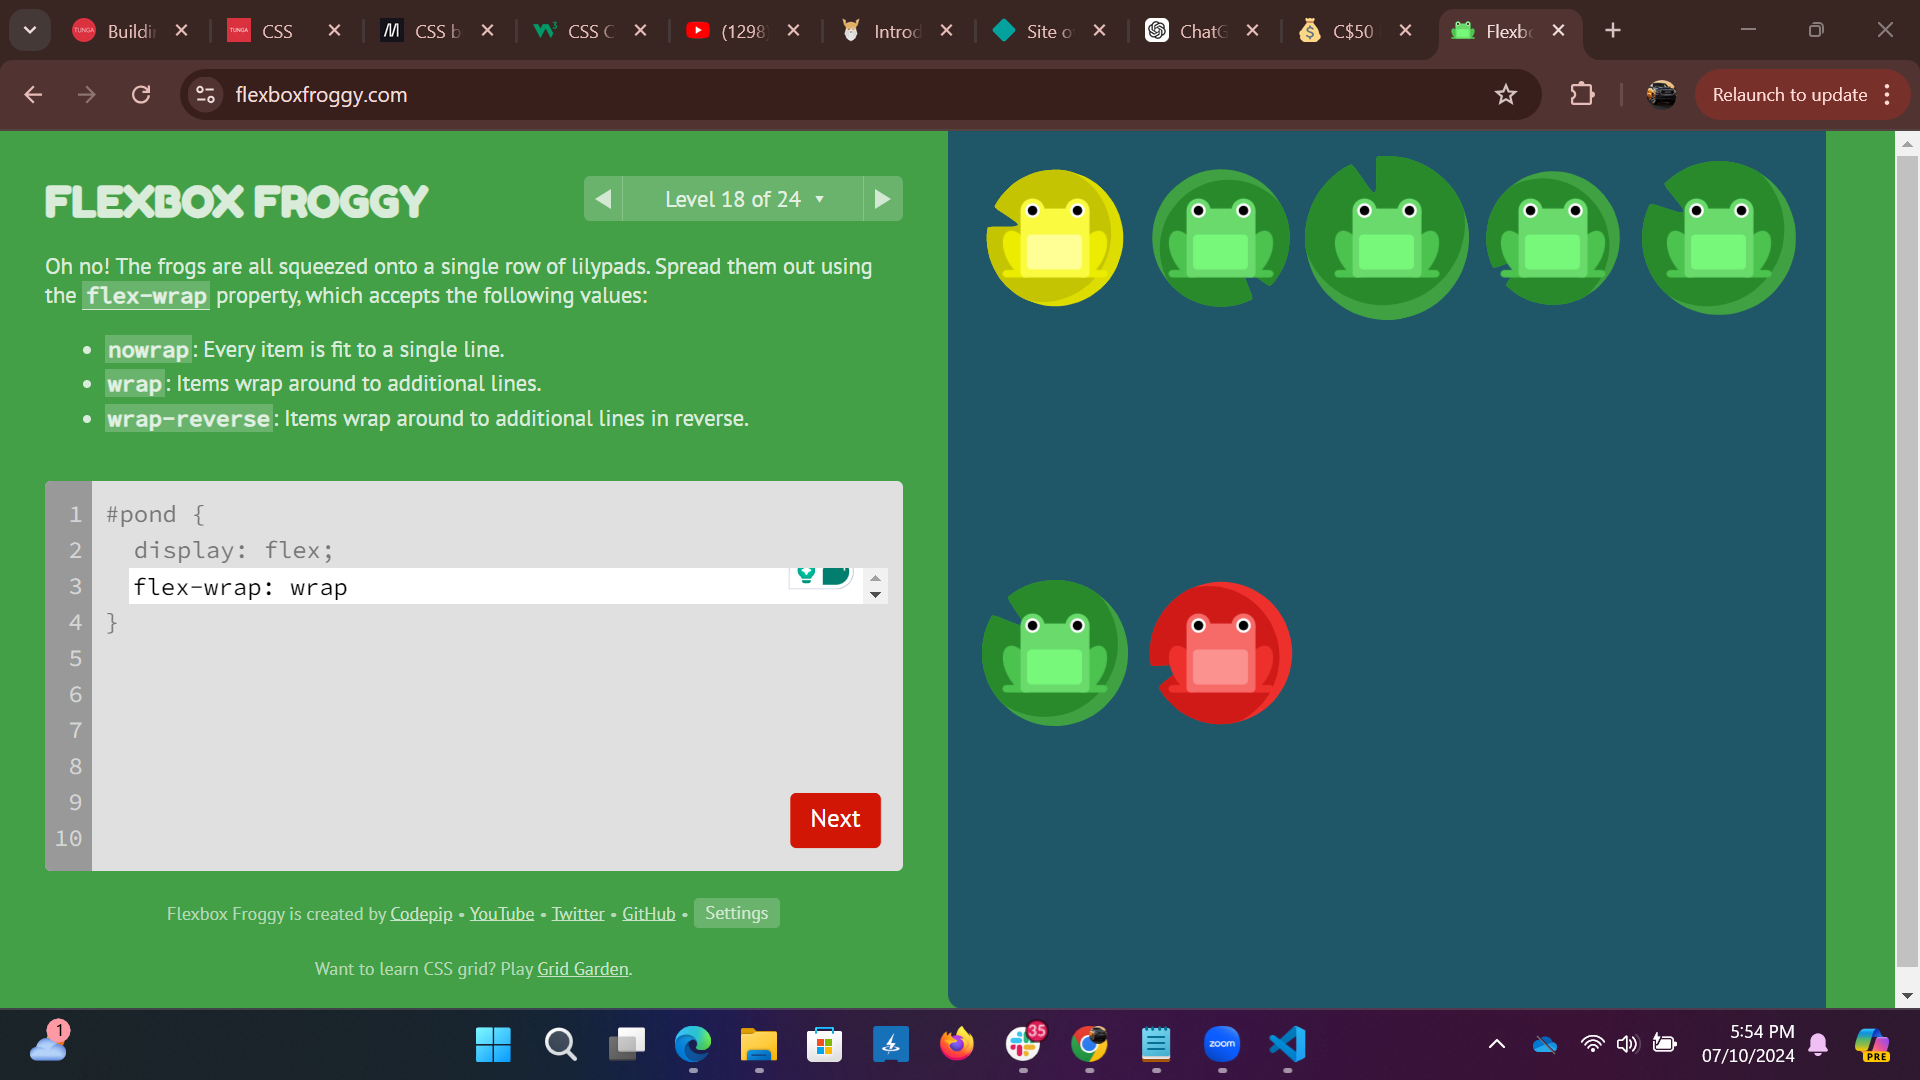 Buildin
CSS
CSS b
CSS C
(1298)
Introd
Site o
ChatG
C$50
Flexbo
flexboxfroggy.com
Relaunch to update
FLEXBOX FROGGY
Level 18 of 24
Oh no! The frogs are all squeezed onto a single row of lilypads. Spread them out using
the flex-wrap property, which accepts the following values:
• nowrap: Every item is fit to a single line.
• wrap: Items wrap around to additional lines.
• wrap-reverse: Items wrap around to additional lines in reverse.
1 #pond {
2 display: flex;
3 flex-wrap: wrap
4 }
5
6
7
8
9
10
Next
Flexbox Froggy is created by Codepip • YouTube • Twitter • GitHub • Settings
Want to learn CSS grid? Play Grid Garden.
1
35
zoom
5:54 PM
07/10/2024
PRE